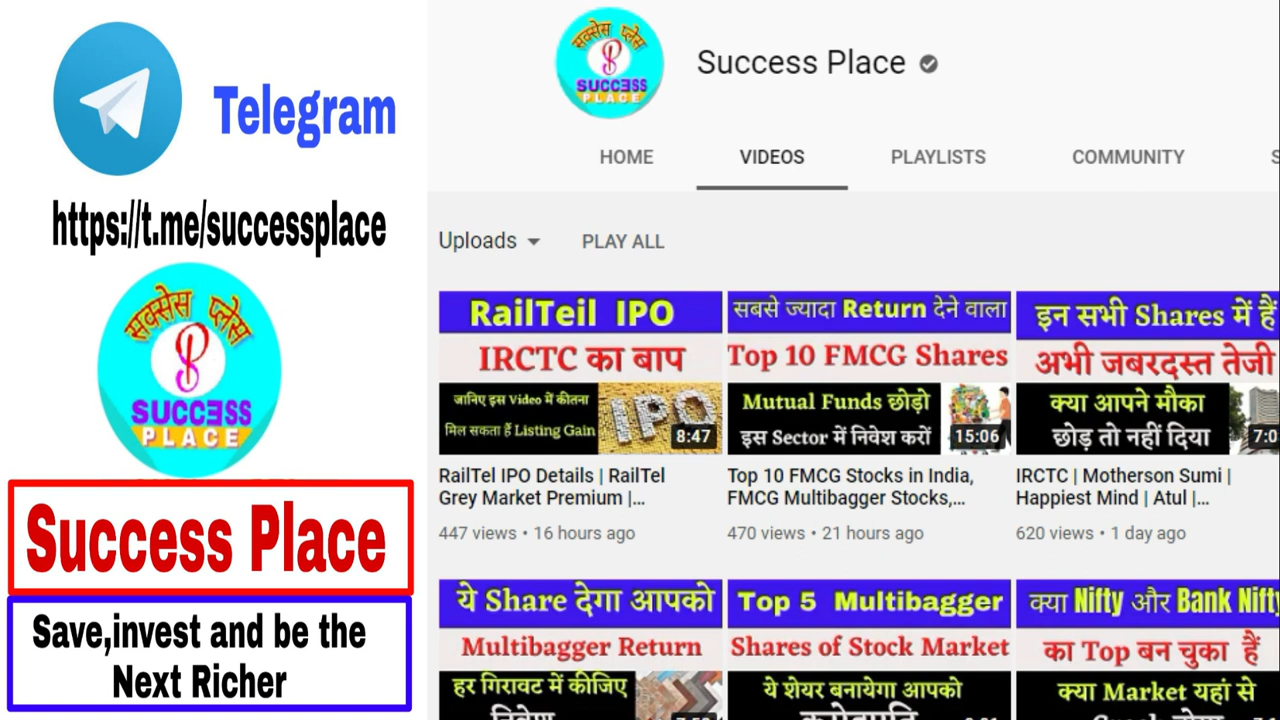 Telegram
https://t.me/successplace
सक्सेस प्लेस
SUCCESS
PLACE
Success Place
Save,invest and be the
Next Richer
सक्सेस प्लेस
SUCCESS
PLACE
Success Place
HOME VIDEOS PLAYLISTS COMMUNITY
Uploads PLAY ALL
RailTeil IPO
IRCTC का बाप
जानिए इस Video में कीतना
मिल सकता हैं Listing Gain
IPO
8:47
RailTel IPO Details | RailTel
Grey Market Premium |...
447 views • 16 hours ago
सबसे ज्यादा Return देने वाला
Top 10 FMCG Shares
Mutual Funds छोड़ो
इस Sector में निवेश करों
15:06
Top 10 FMCG Stocks in India,
FMCG Multibagger Stocks,...
470 views • 21 hours ago
इन सभी Shares में हैं
अभी जबरदस्त तेजी
क्या आपने मौका
छोड़ तो नहीं दिया
IRCTC | Motherson Sumi |
Happiest Mind | Atul |...
620 views • 1 day ago
ये Share देगा आपको
Multibagger Return
हर गिरावट में कीजिए
Top 5 Multibagger
Shares of Stock Market
ये शेयर बनायेगा आपको
क्या Nifty और Bank Nifty
का Top बन चुका हैं
क्या Market यहां से